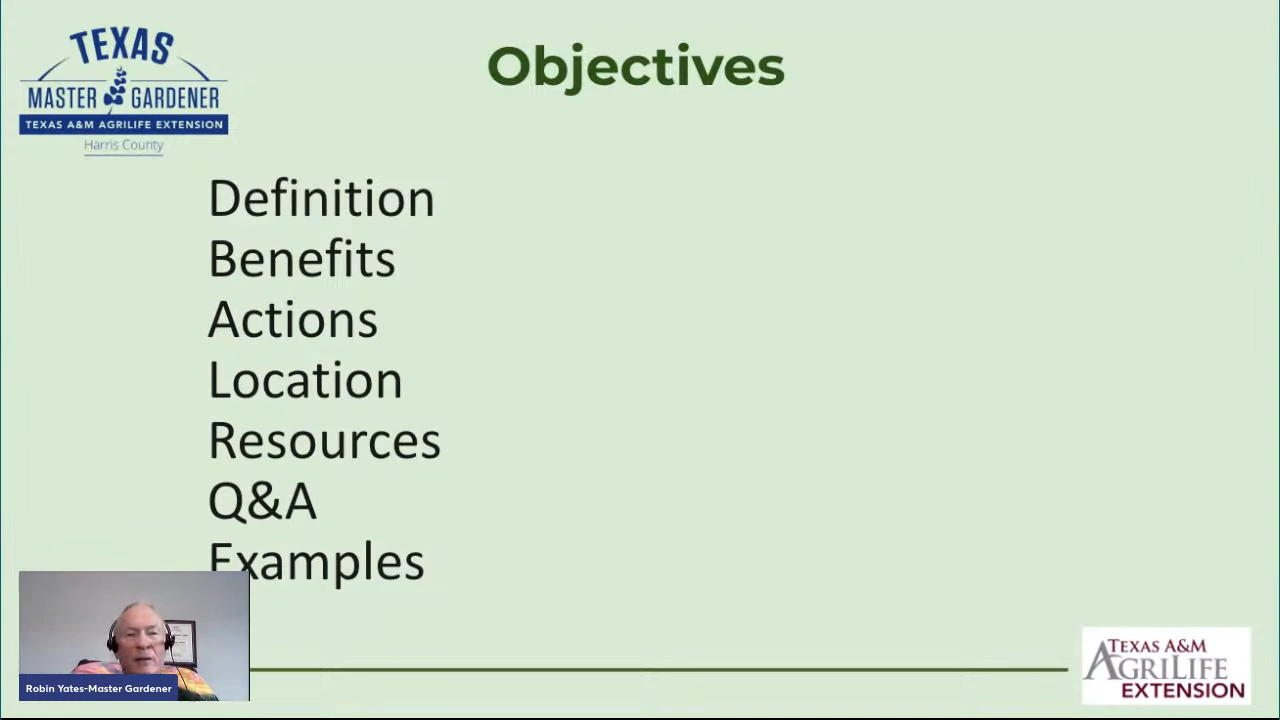 TEXAS
MASTER GARDENER
TEXAS A&M AGRILIFE EXTENSION
Harris County
Objectives
Definition
Benefits
Actions
Location
Resources
Q&A
Examples
Robin Yates-Master Gardener
TEXAS A&M
AGRILIFE
EXTENSION